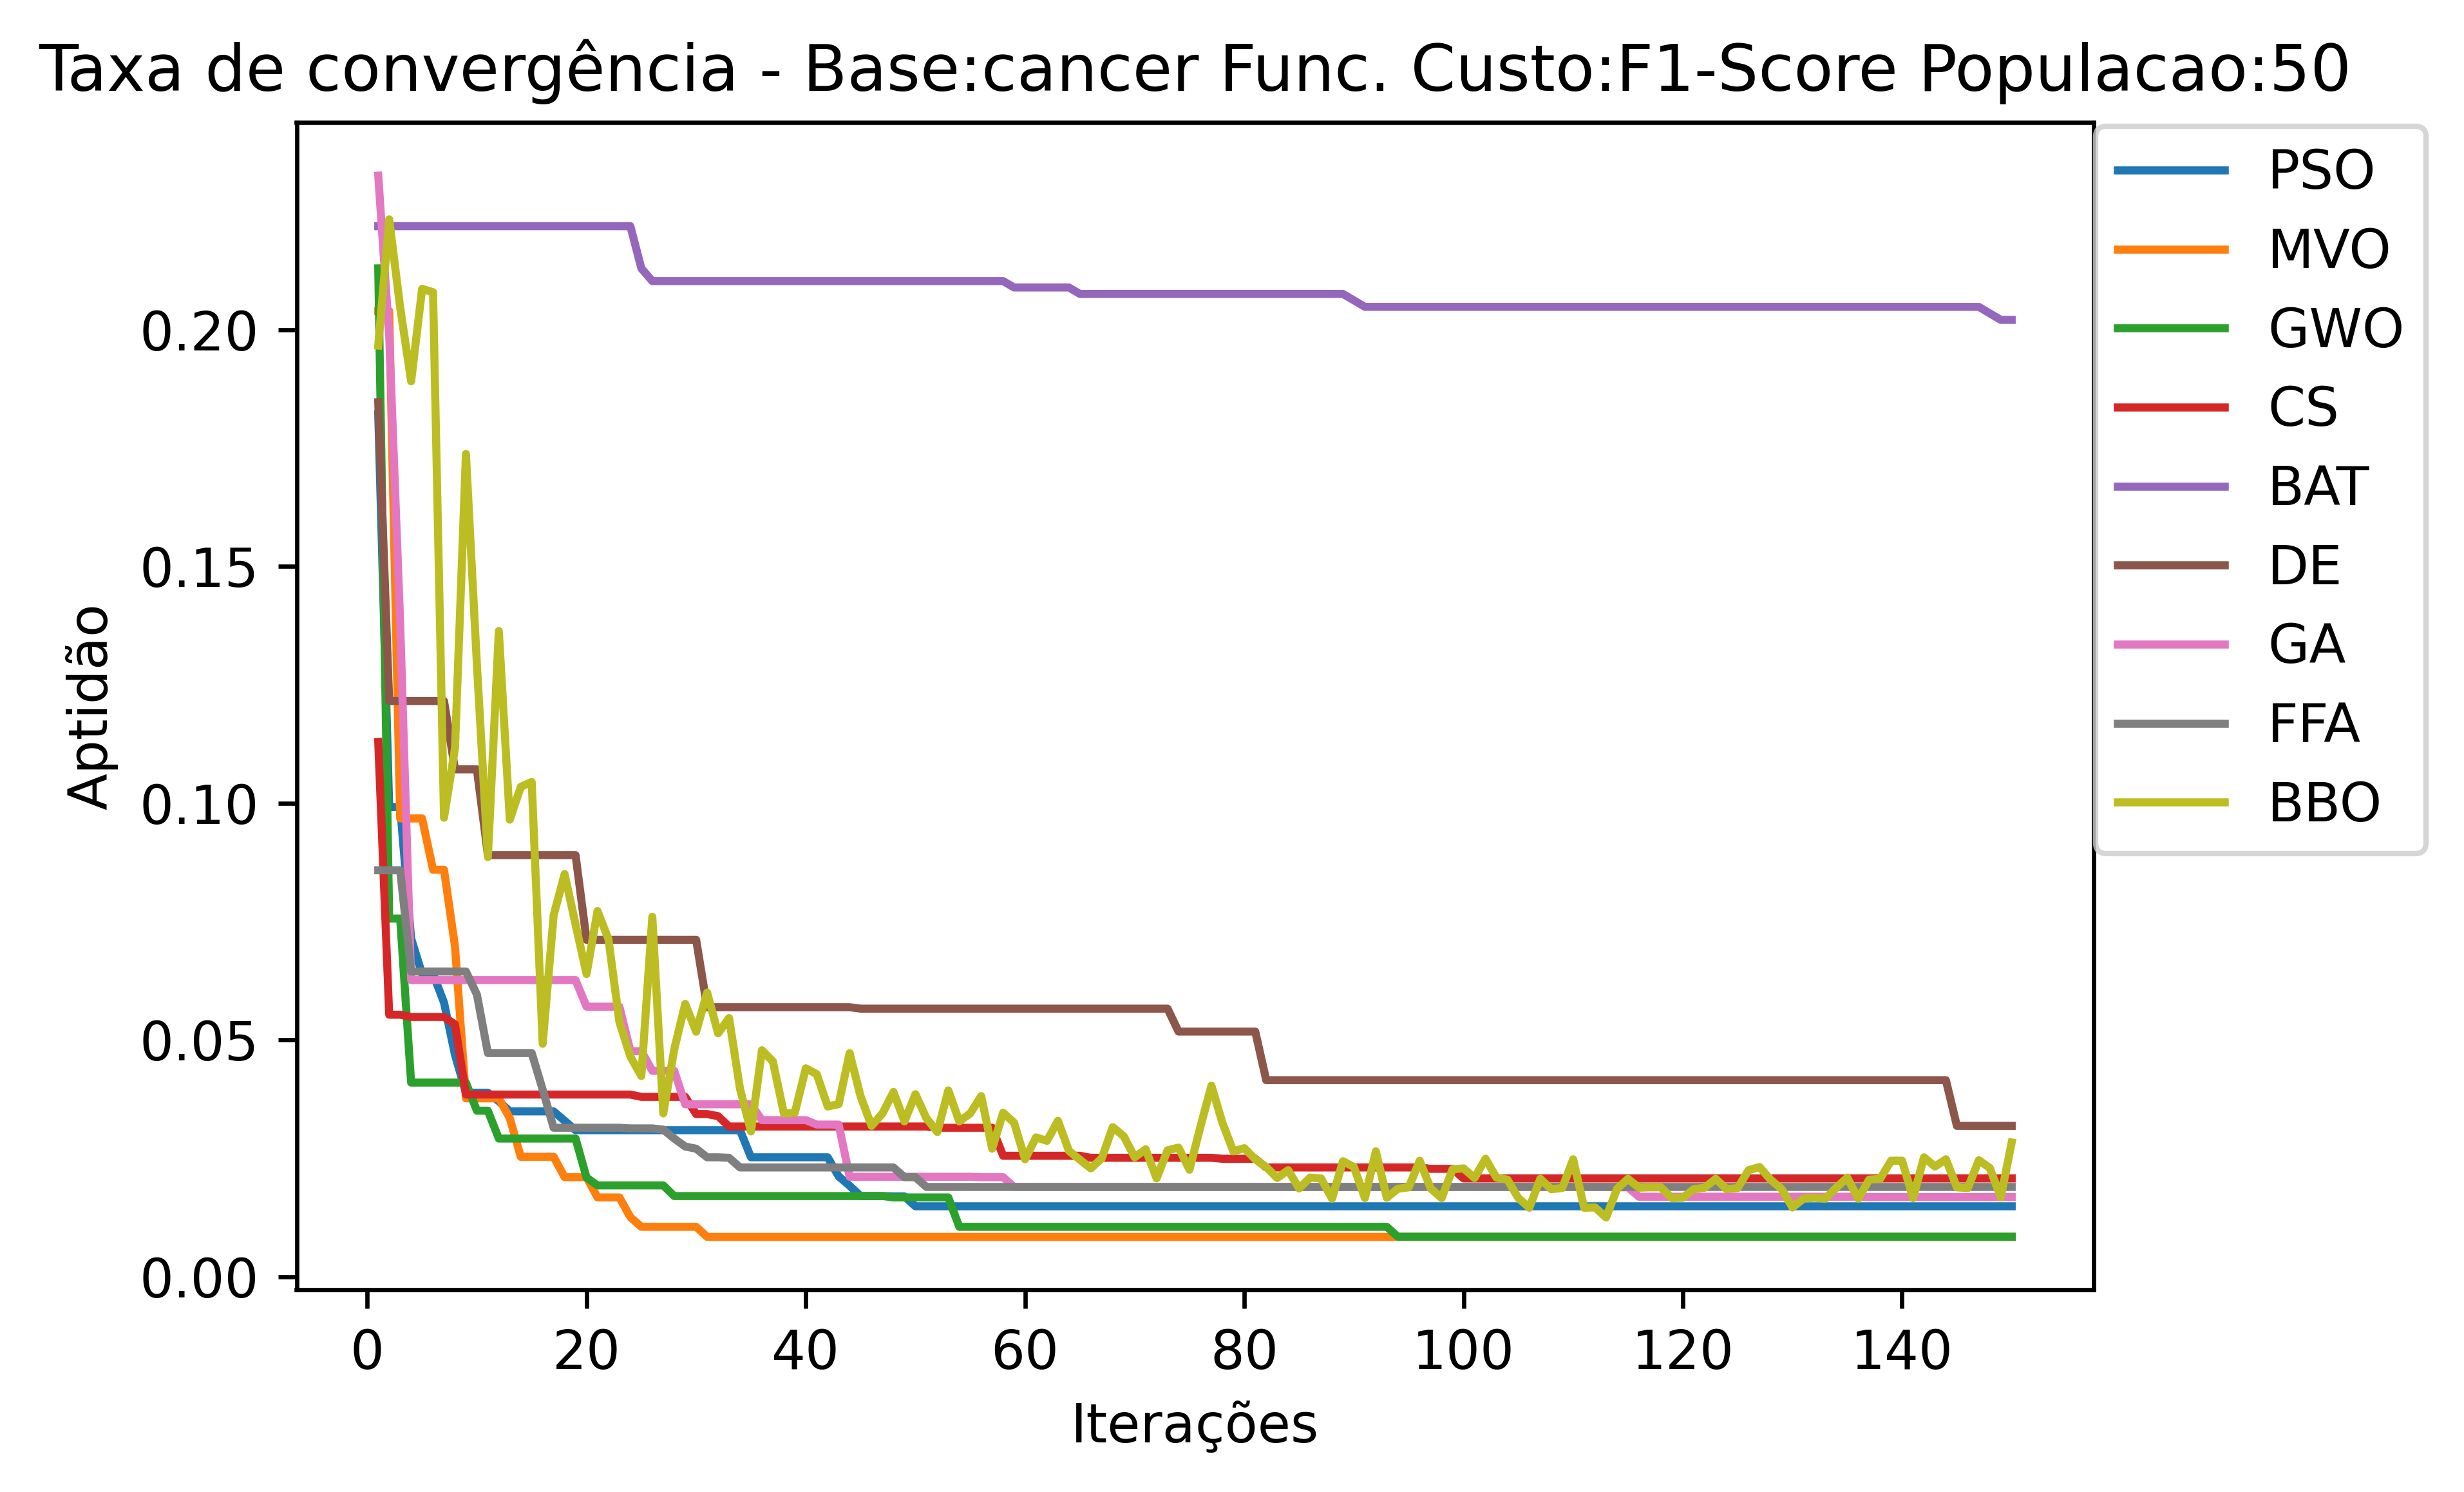 Taxa de convergência - Base:cancer Func. Custo:F1-Score Populacao:50
PSO
MVO
GWO
CS
BAT
DE
GA
FFA
BBO
Aptidão
0.20
0.15
0.10
0.05
0.00
0 20 40 60 80 100 120 140
Iterações